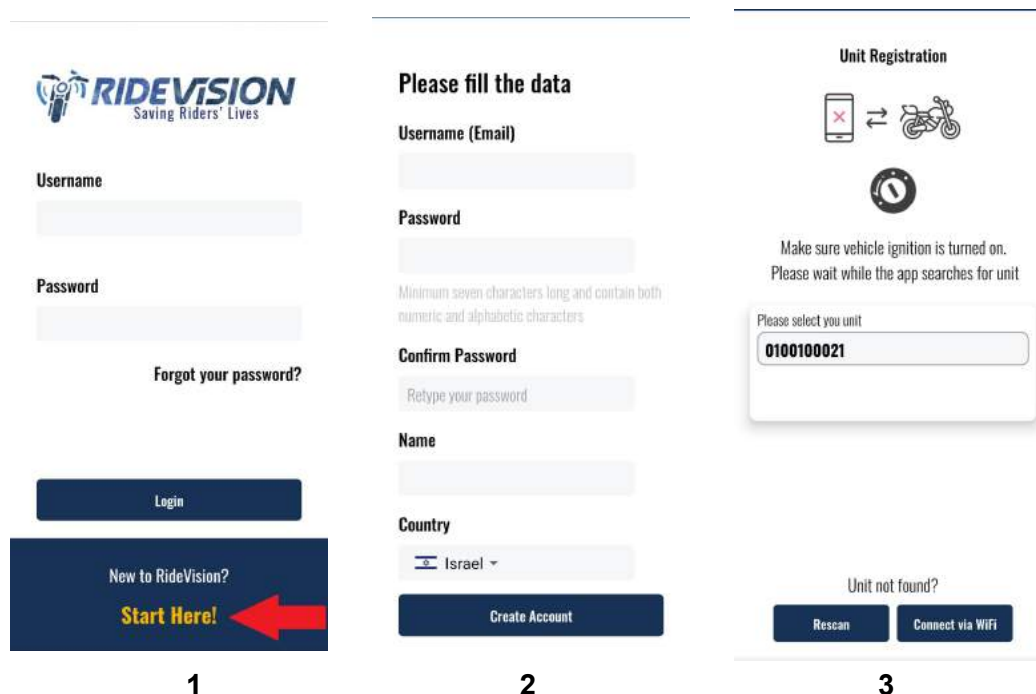 RIDEVISION
Saving Riders' Lives
Username
Password
Forgot your password?
Login
New to RideVision?
Start Here!
1
Please fill the data
Username (Email)
Password
Minimum seven characters long and contain both
numeric and alphabetic characters
Confirm Password
Retype your password
Name
Country
Israel
Create Account
2
Unit Registration
Make sure vehicle ignition is turned on.
Please wait while the app searches for unit
Please select you unit
0100100021
Unit not found?
Rescan
Connect via WiFi
3